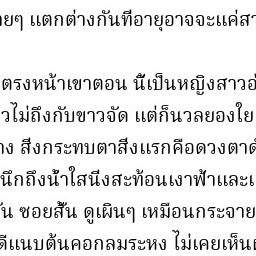 ยๆ แตกต่างกันที่อายุอาจจะแค่สา
ตรงหน้าเขาตอน นี้เป็นหญิงสาวอ
วไม่ถึงกับขาวจัด แต่ก็นวลยองใย
าง สิ่งกระทบตาสิ่งแรกคือดวงตาด
นึกถึงน้ำใสนิ่งสะท้อนเงาฟ้าและเ
ัน ซอยสั้น ดูเผินๆ เหมือนกระจาย
ดีแนบต้นคอกลมระหง ไม่เคยเห็น